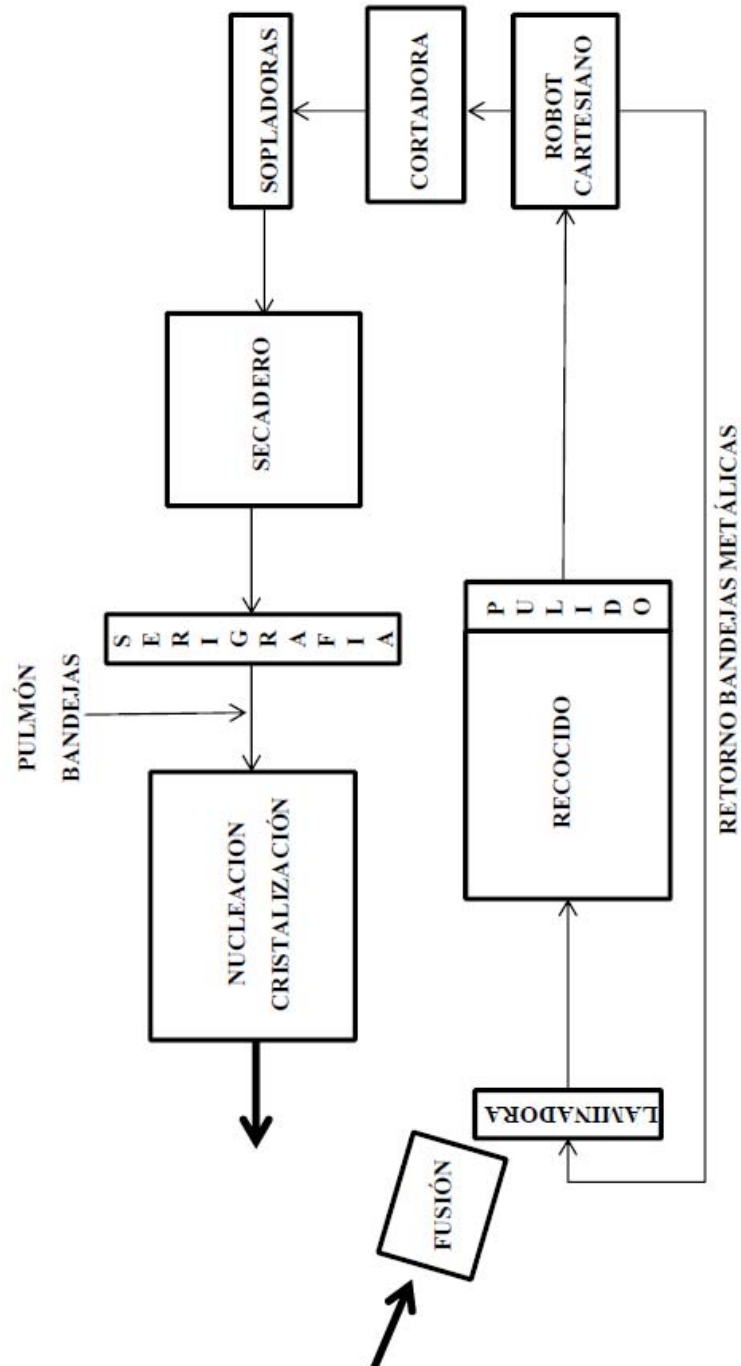 FUSIÓN
LAMINADORA
RECOCIDO
PULIDO
ROBOT
CARTESIANO
CORTADORA
SOPLADORAS
SECADERO
SERIGRAFIA
PULMÓN
BANDEJAS
NUCLEACION
CRISTALIZACIÓN
RETORNO BANDEJAS METÁLICAS